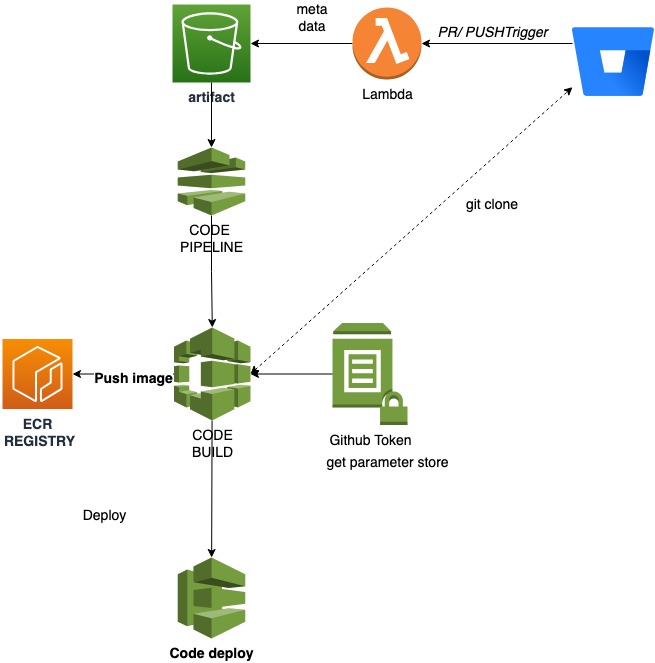 meta
data
PR/ PUSHTrigger
artifact
Lambda
git clone
CODE
PIPELINE
Push image
ECR
REGISTRY
CODE
BUILD
Github Token
get parameter store
Deploy
Code deploy